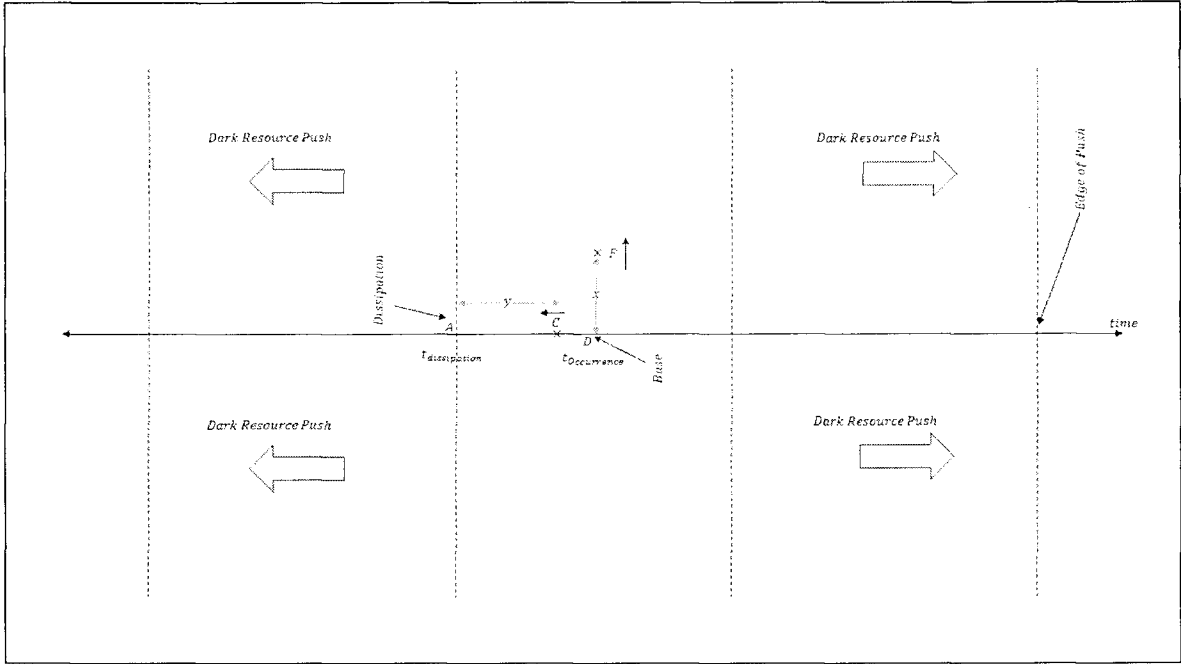 Dark Resource Push
Dark Resource Push
Edge of Push
F
x
Dissipation
y
C
A
time
D
t_dissipation
t_Occurrence
Base
Dark Resource Push
Dark Resource Push